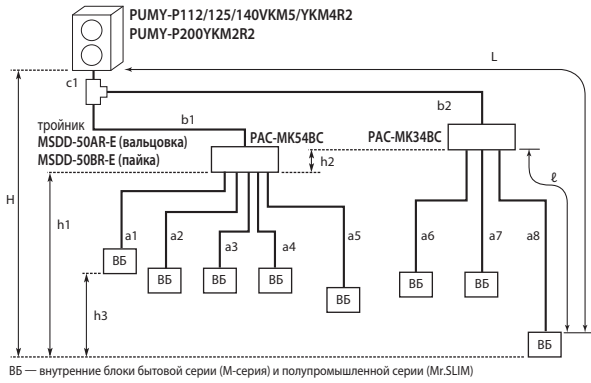 PUMY-P112/125/140VKM5/YKM4R2
PUMY-P200YKM2R2
L
c1
b2
b1
тройник
MSDD-50AR-E (вальцовка)
MSDD-50BR-E (пайка)
PAC-MK54BC
PAC-MK34BC
h2
ℓ
H
h1
a1
a2
a3
a4
a5
a6
a7
a8
ВБ
ВБ
ВБ
ВБ
ВБ
ВБ
ВБ
ВБ
h3
ВБ — внутренние блоки бытовой серии (М-серия) и полупромышленной серии (Mr.SLIM)